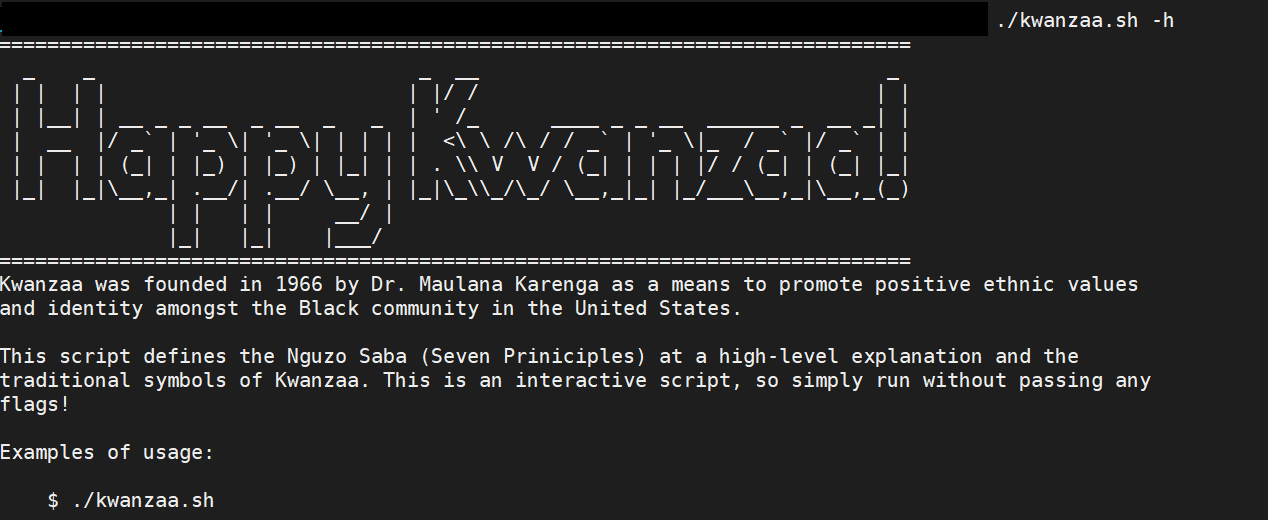 ./kwanzaa.sh -h
================================================================================
Happy Kwanzaa!
================================================================================
Kwanzaa was founded in 1966 by Dr. Maulana Karenga as a means to promote positive ethnic values
and identity amongst the Black community in the United States.
This script defines the Nguzo Saba (Seven Priniciples) at a high-level explanation and the
traditional symbols of Kwanzaa. This is an interactive script, so simply run without passing any
flags!
Examples of usage:
$ ./kwanzaa.sh